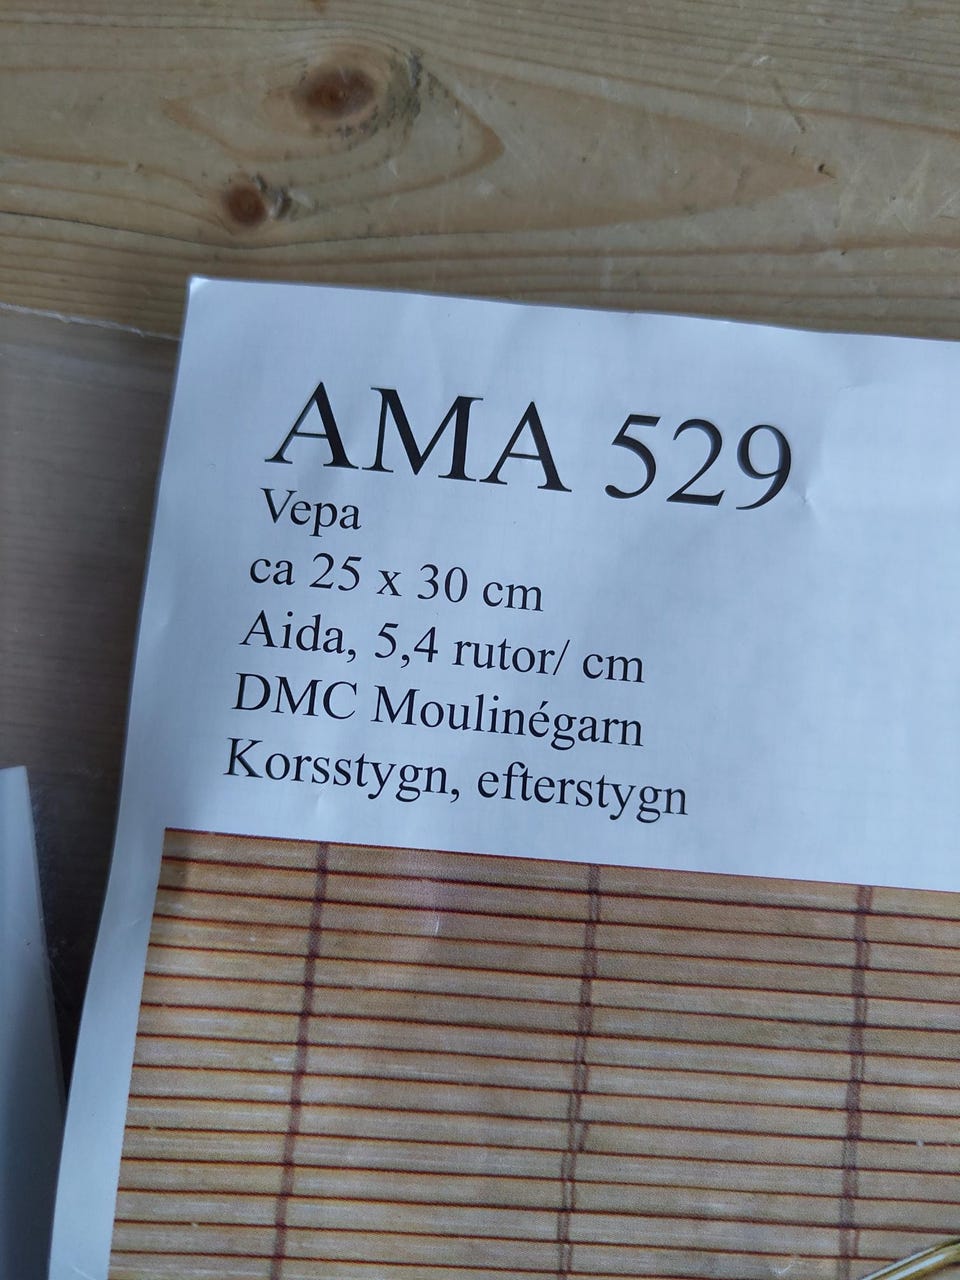 AMA 529
Vepa
ca 25 x 30 cm
Aida, 5,4 rutor/ cm
DMC Moulinégarn
Korsstygn, efterstygn